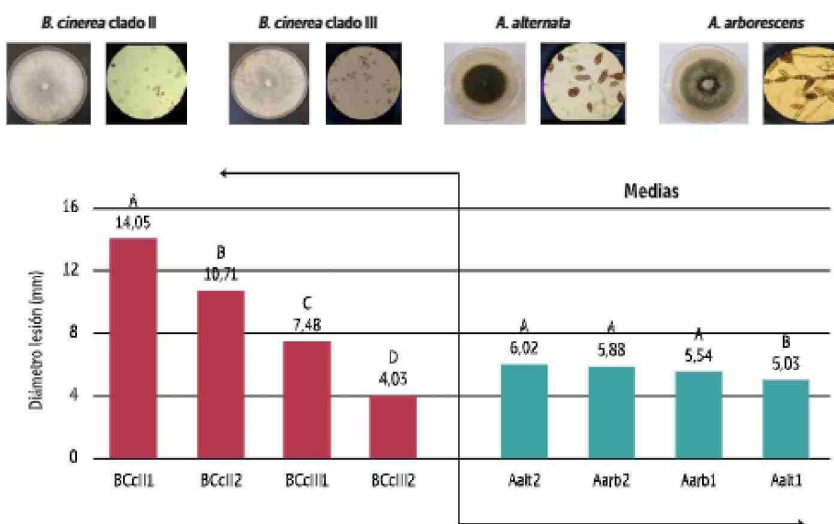 B. cinerea clado II
B. cinerea clado III
A. alternata
A. arborescens
Medias
Diámetro lesión (mm)
16
12
8
4
0
A
14,05
B
10,71
C
7,48
D
4,03
A
6,02
A
5,88
A
5,54
B
5,03
BCcII1
BCcII2
BCcIII1
BCcIII2
Aalt2
Aarb2
Aarb1
Aalt1